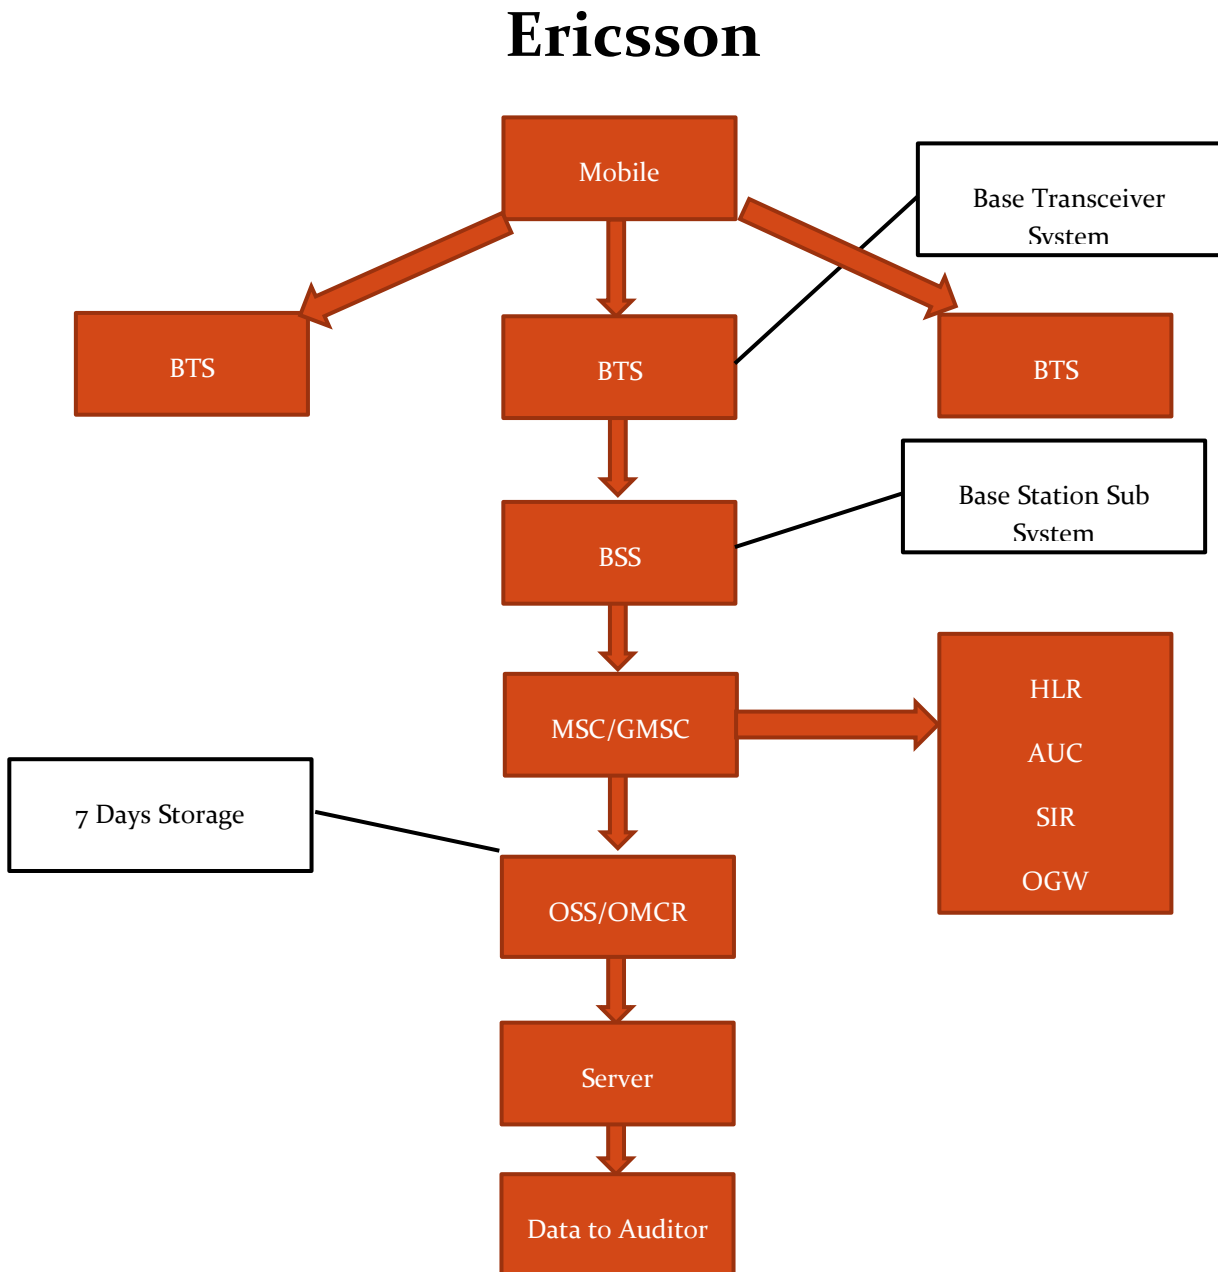 Ericsson
Mobile
Base Transceiver
System
BTS
BTS
BTS
Base Station Sub
System
BSS
HLR
MSC/GMSC
AUC
7 Days Storage
SIR
OGW
OSS/OMCR
Server
Data to Auditor